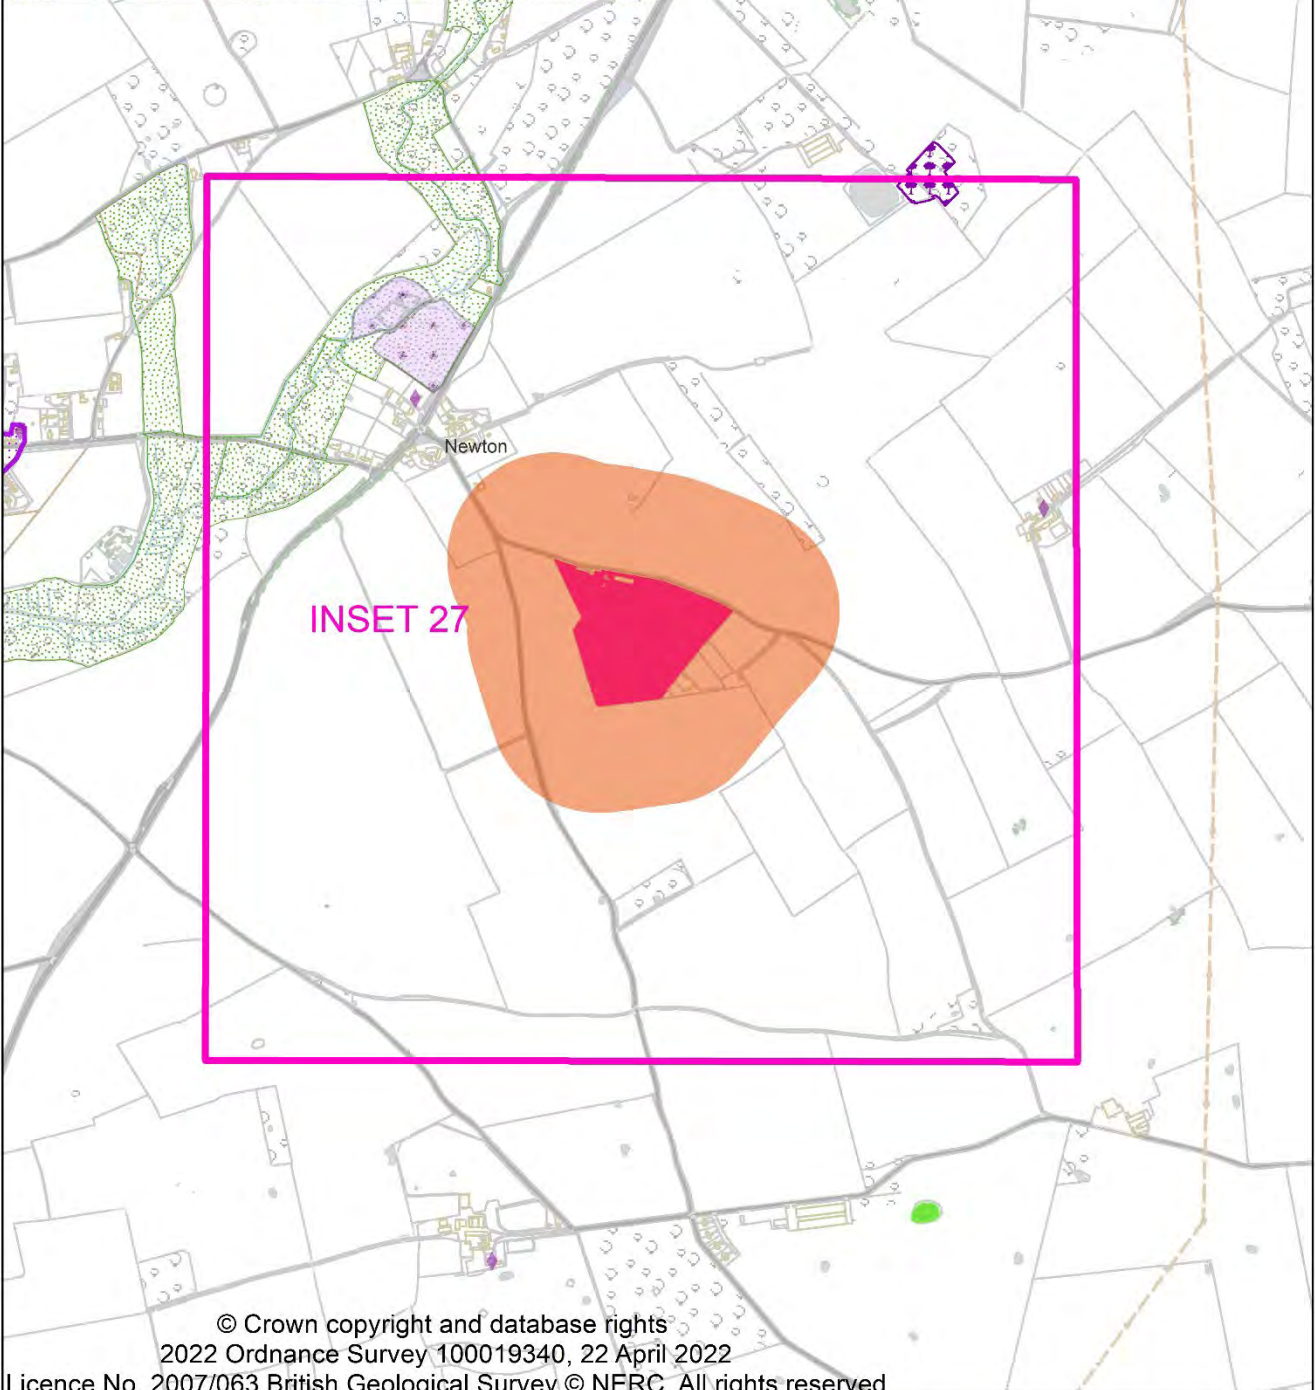 Newton
INSET 27
© Crown copyright and database rights
2022 Ordnance Survey 100019340, 22 April 2022
Licence No. 2007/063 British Geological Survey © NERC. All rights reserved